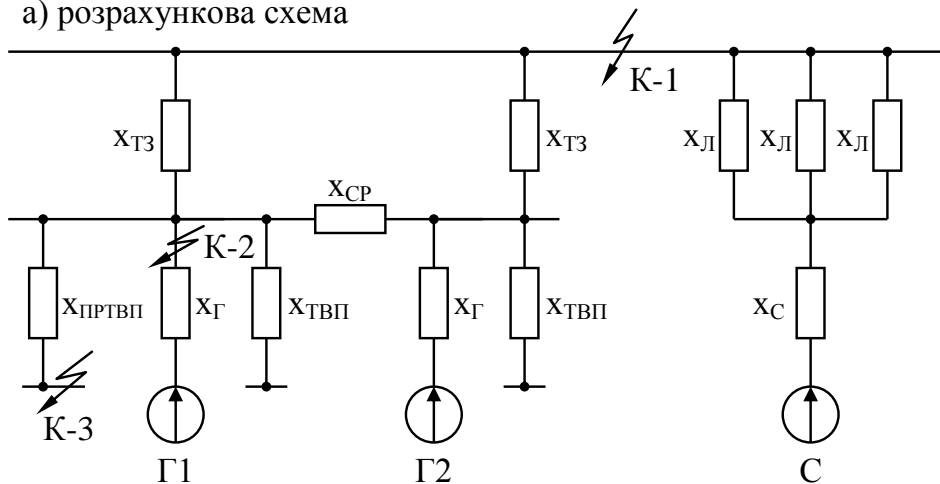 а) розрахункова схема
К-1
xТЗ
xТЗ
xЛ
xЛ
xЛ
xСР
К-2
xПРТВП
xГ
xТВП
xГ
xТВП
xС
К-3
Г1
Г2
С